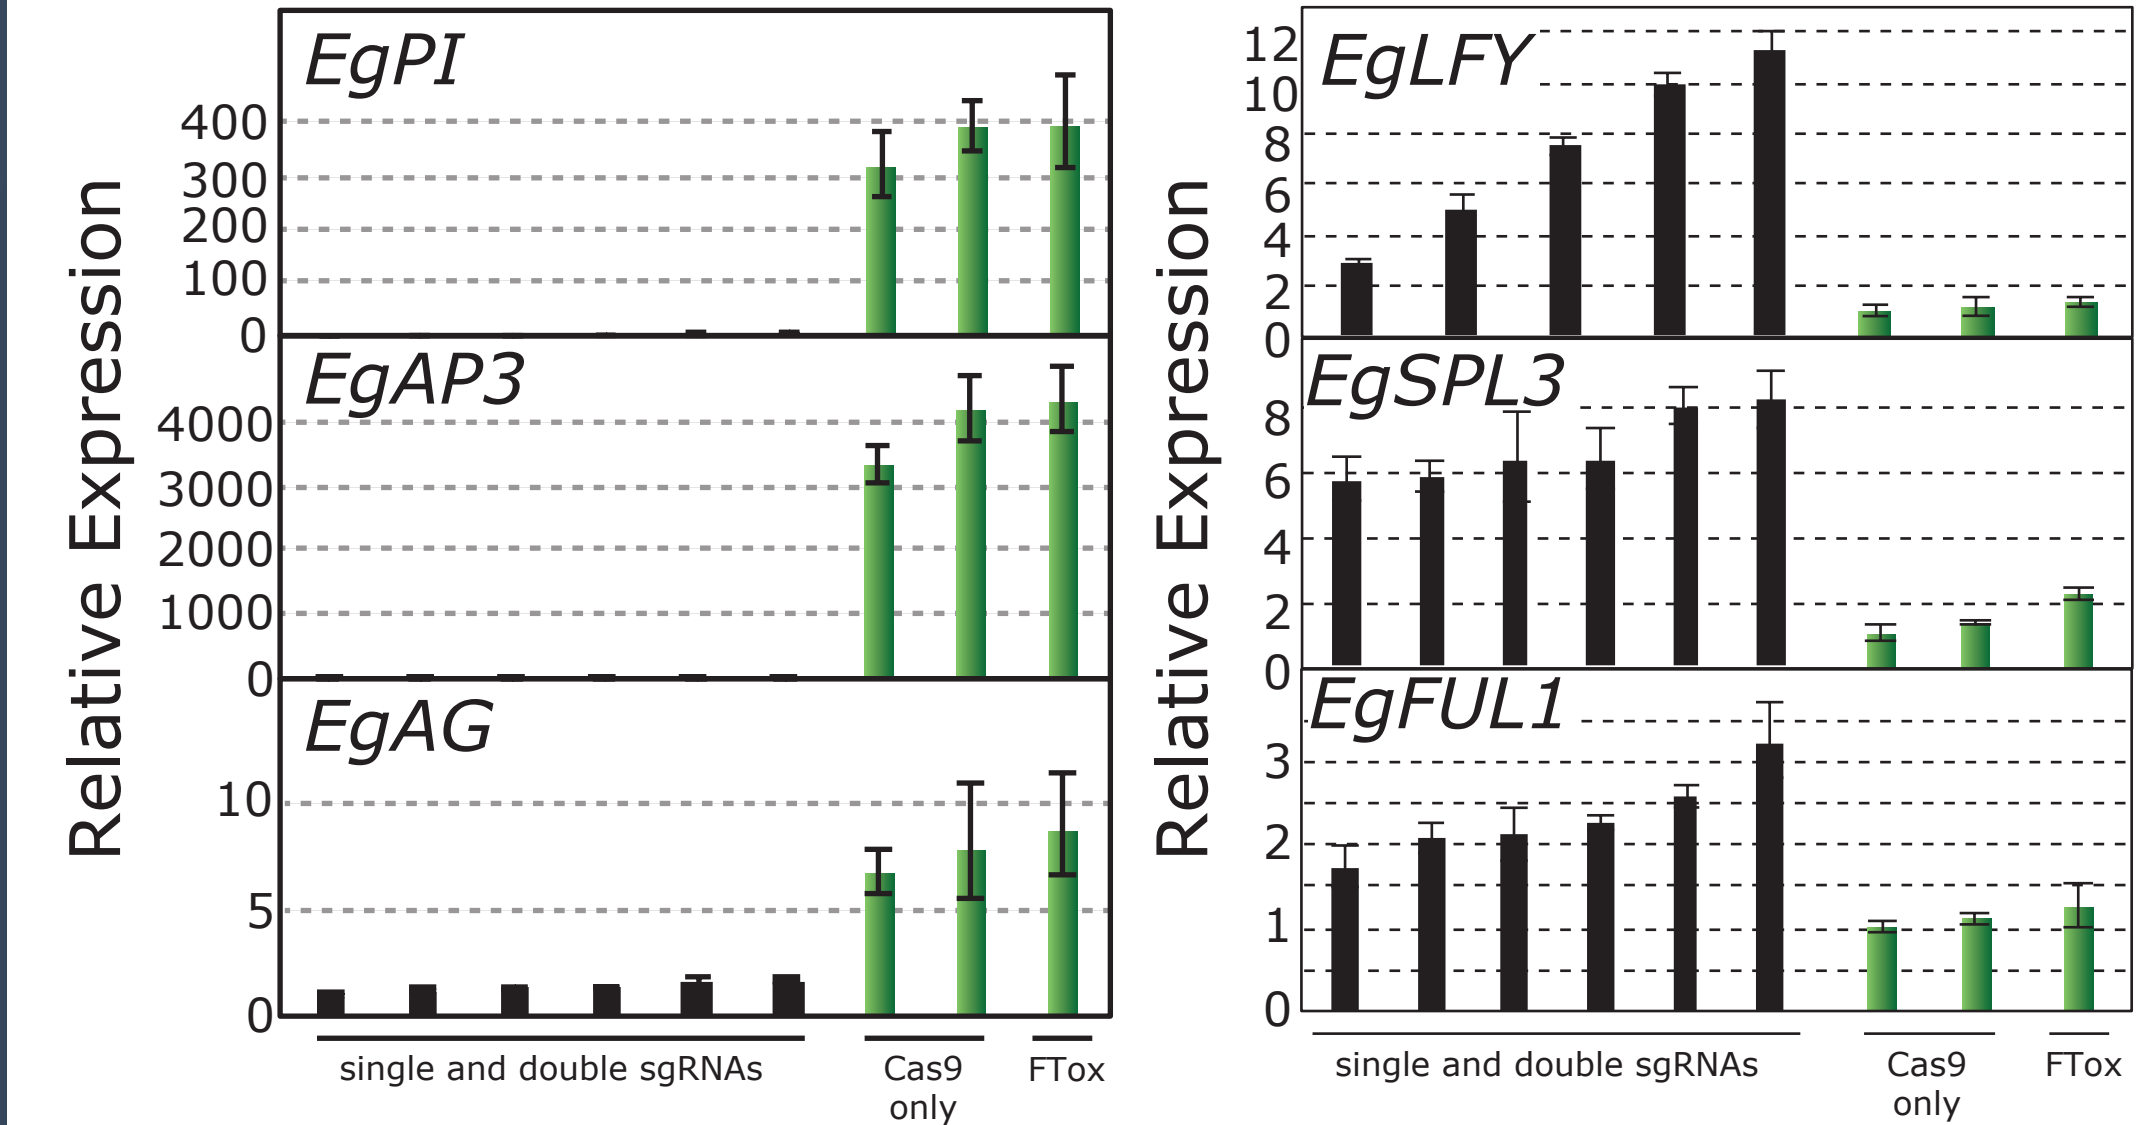 Relative Expression
EgPI
400
300
200
100
0
EgAP3
4000
3000
2000
1000
0
EgAG
10
5
0
single and double sgRNAs
Cas9
only
FTox
Relative Expression
EgLFY
12
10
8
6
4
2
0
EgSPL3
8
6
4
2
0
EgFUL1
3
2
1
0
single and double sgRNAs
Cas9
only
FTox